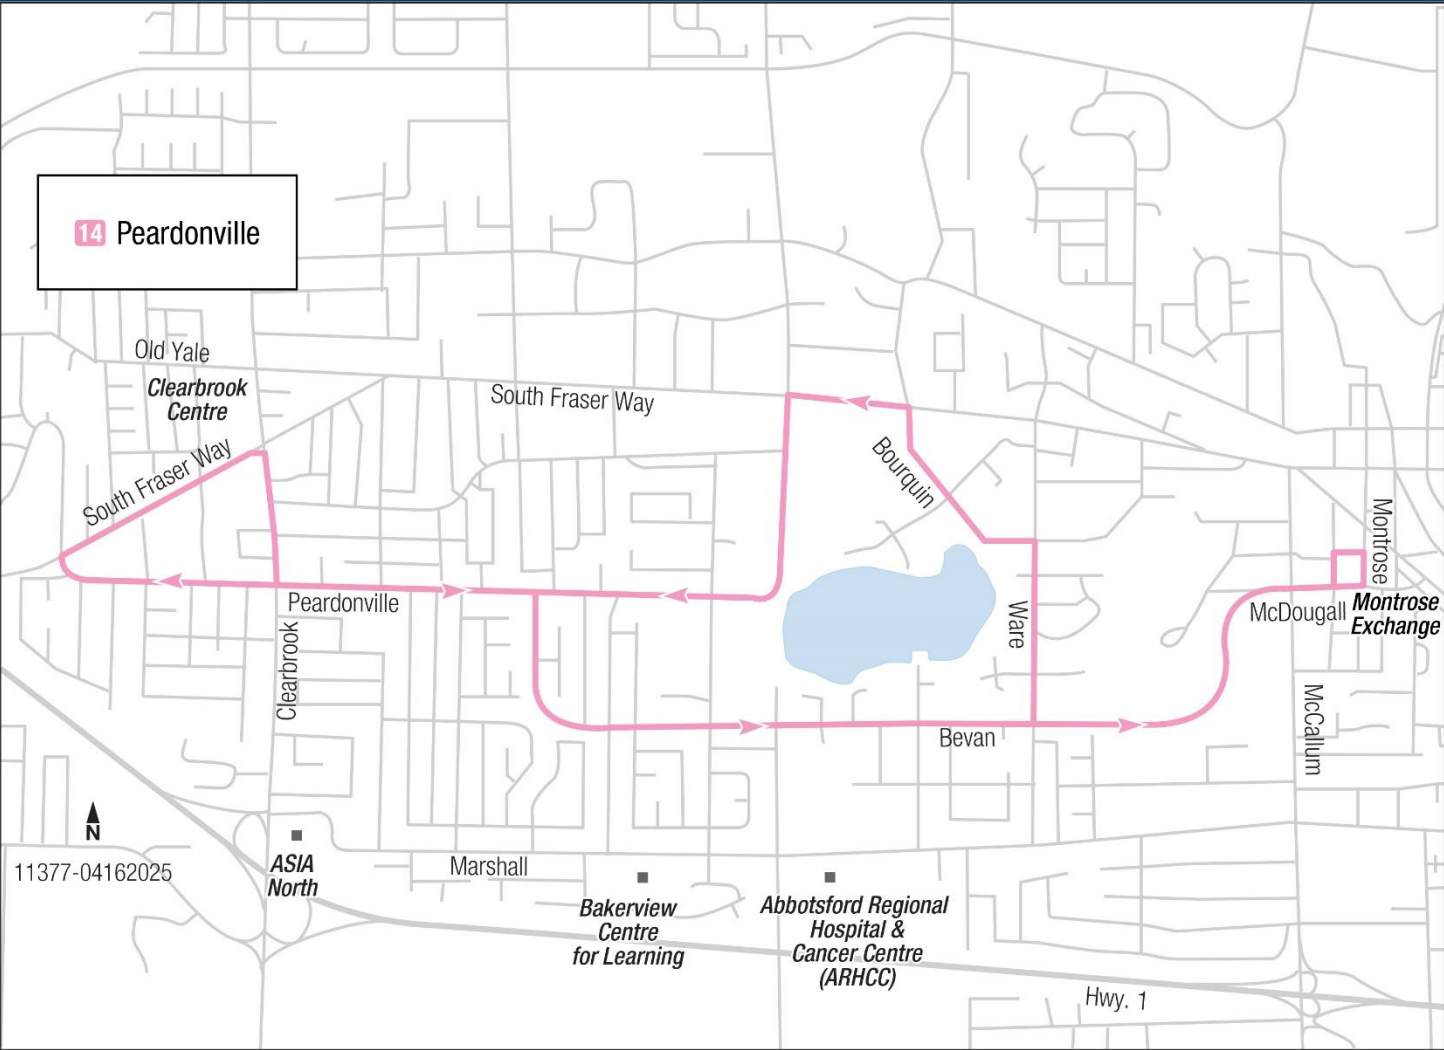 14 Peardonville
Old Yale
Clearbrook
Centre
South Fraser Way
South Fraser Way
Bourquin
Montrose
Peardonville
Ware
McDougall
Montrose
Exchange
Clearbrook
McCallum
Bevan
N
11377-04162025
ASIA
North
Marshall
Bakerview
Centre
for Learning
Abbotsford Regional
Hospital &
Cancer Centre
(ARHCC)
Hwy. 1